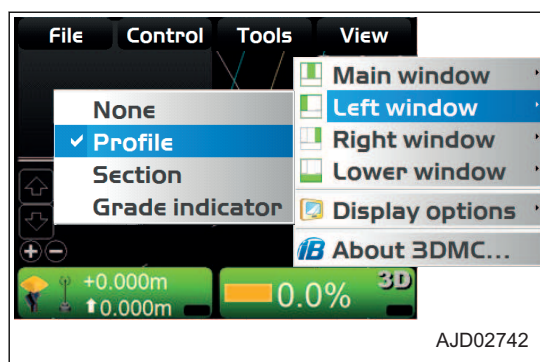 File Control Tools View
Main window
Left window
Right window
Lower window
Display options
About 3DMC...
None
Profile
Section
Grade indicator
+0.000m
0.000m
0.0%
3D
AJD02742